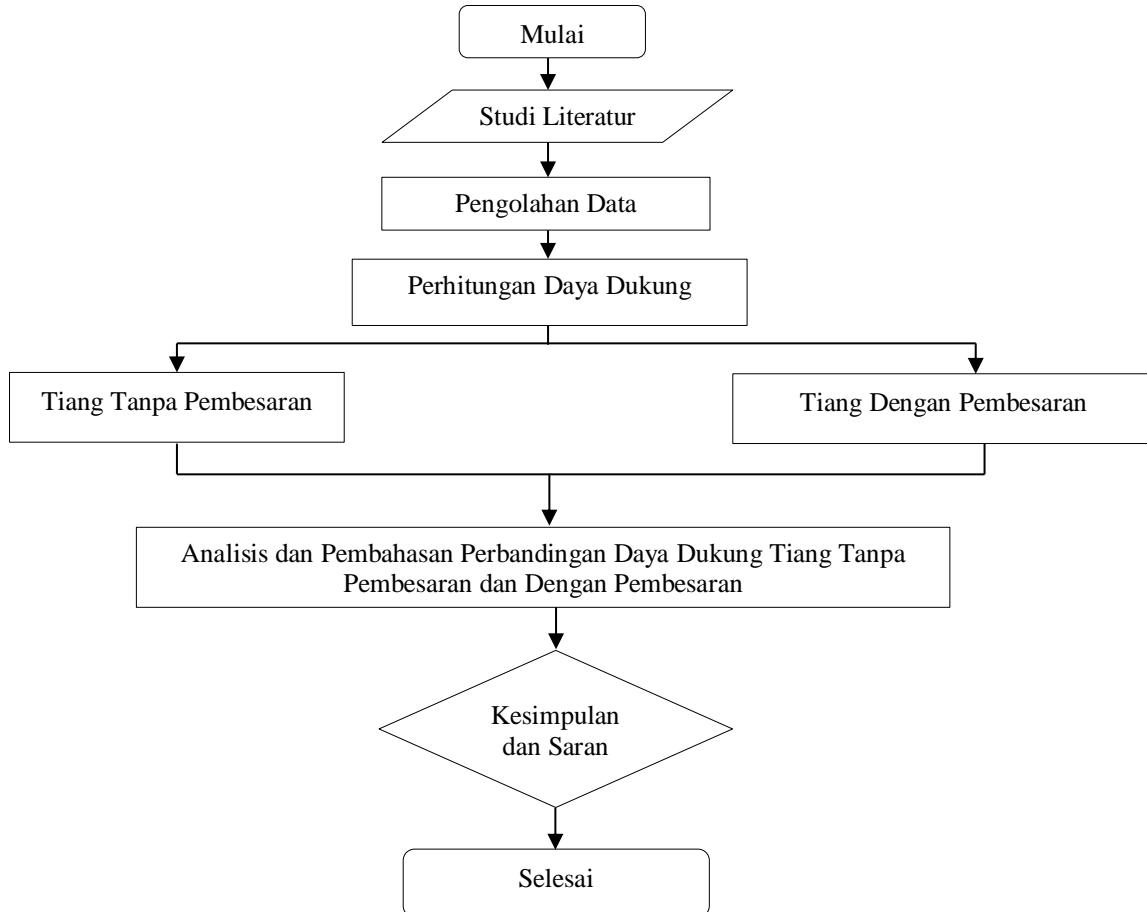 Mulai
Studi Literatur
Pengolahan Data
Perhitungan Daya Dukung
Tiang Tanpa Pembesaran
Tiang Dengan Pembesaran
Analisis dan Pembahasan Perbandingan Daya Dukung Tiang Tanpa
Pembesaran dan Dengan Pembesaran
Kesimpulan
dan Saran
Selesai